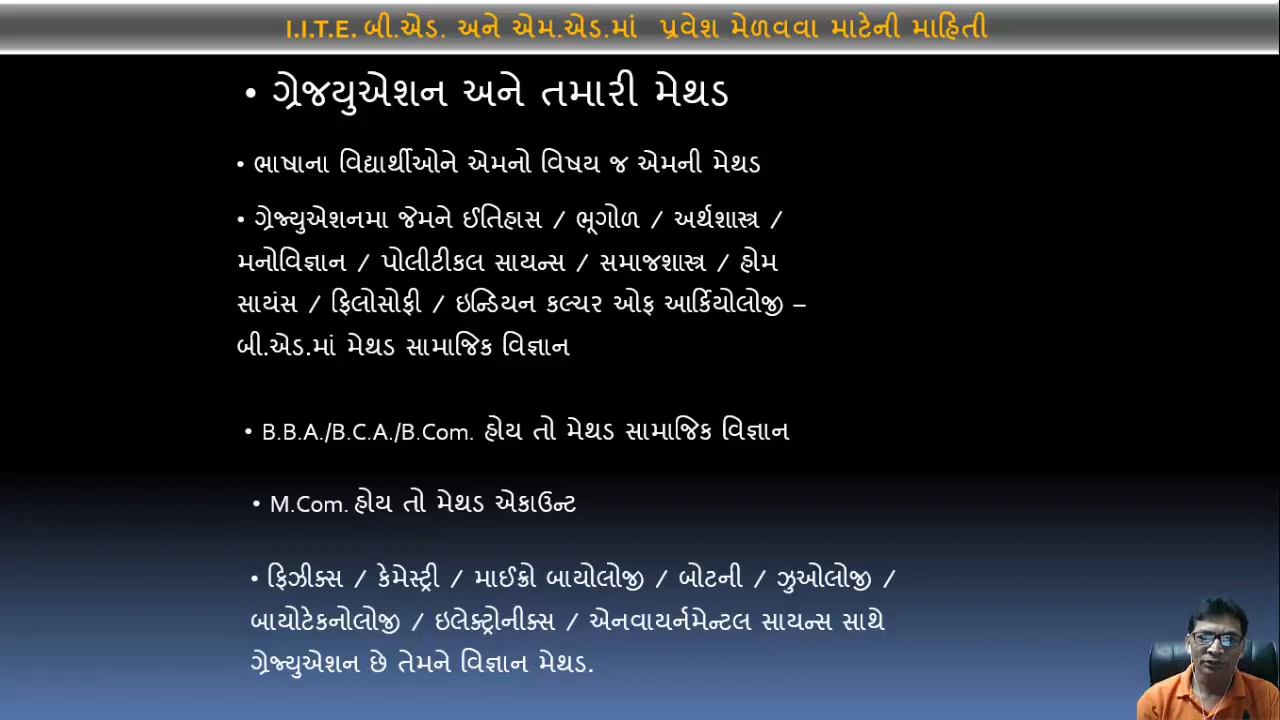 I.I.T.E. બી.એડ. અને એમ.એડ.માં પ્રવેશ મેળવવા માટેની માહિતી
• ગ્રેજયુએશન અને તમારી મેથડ
• ભાષાના વિદ્યાર્થીઓને એમનો વિષય જ એમની મેથડ
• ગ્રેજ્યુએશનમા જેમને ઈતિહાસ / ભૂગોળ / અર્થશાસ્ત્ર /
મનોવિજ્ઞાન / પોલીટીકલ સાયન્સ / સમાજશાસ્ત્ર / હોમ
સાયંસ / ફિલોસોફી / ઇન્ડિયન કલ્ચર ઓફ આર્કિયોલોજી –
બી.એડ.માં મેથડ સામાજિક વિજ્ઞાન
• B.B.A./B.C.A./B.Com. હોય તો મેથડ સામાજિક વિજ્ઞાન
• M.Com. હોય તો મેથડ એકાઉન્ટ
• ફિઝીક્સ / કેમેસ્ટ્રી / માઈક્રો બાયોલોજી / બોટની / ઝુઓલોજી /
બાયોટેકનોલોજી / ઇલેક્ટ્રોનીક્સ / એનવાયર્નમેન્ટલ સાયન્સ સાથે
ગ્રેજ્યુએશન છે તેમને વિજ્ઞાન મેથડ.